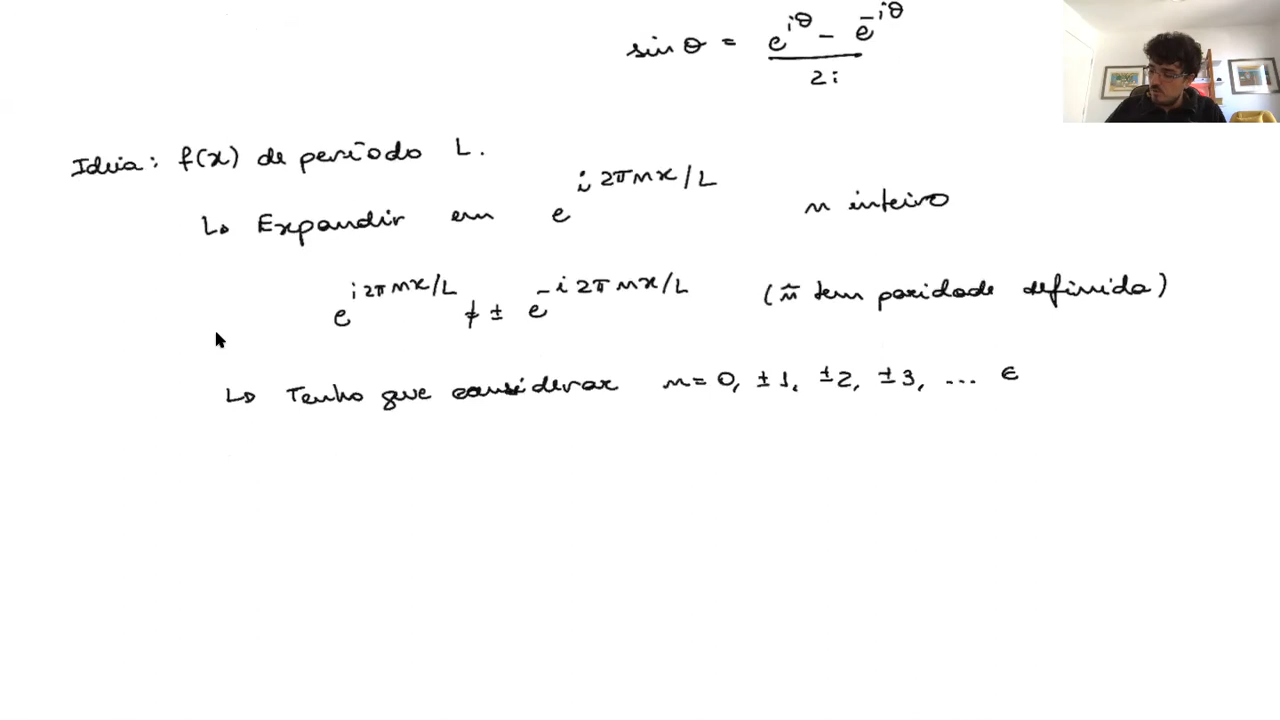 sin θ = (e^{iθ} - e^{-iθ}) / 2i
Ideia: f(x) de período L.
↳ Expandir em e^{i2πnx/L} n inteiro
e^{i2πnx/L} ≠ ± e^{-i2πnx/L} (ñ tem paridade definida)
↳ Tenho que considerar n = 0, ±1, ±2, ±3, ... ∈